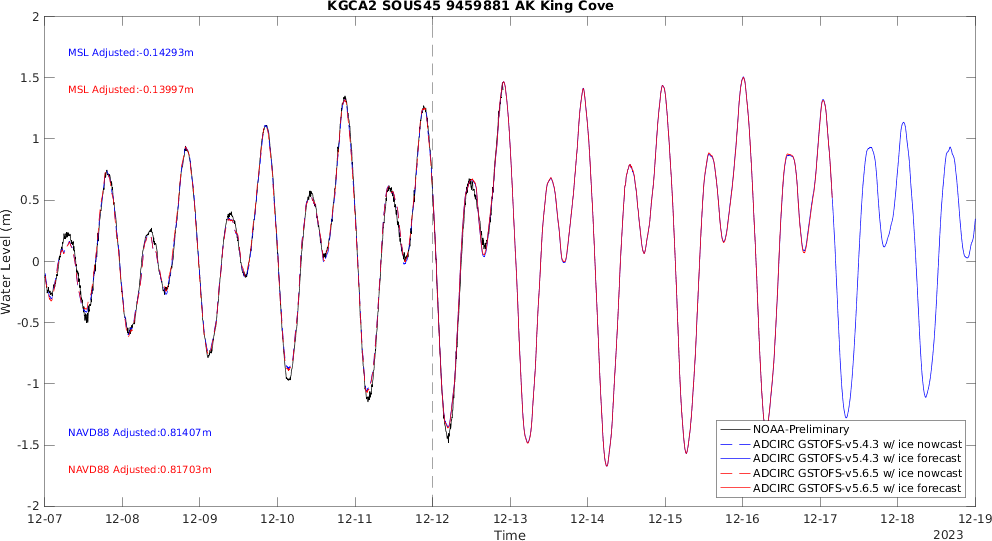 KGCA2 SOUS45 9459881 AK King Cove
2
1.5
1
0.5
0
-0.5
-1
-1.5
-2
Water Level (m)
MSL Adjusted:-0.14293m
MSL Adjusted:-0.13997m
NAVD88 Adjusted:0.81407m
NAVD88 Adjusted:0.81703m
NOAA-Preliminary
ADCIRC GSTOFS-v5.4.3 w/ ice nowcast
ADCIRC GSTOFS-v5.4.3 w/ ice forecast
ADCIRC GSTOFS-v5.6.5 w/ ice nowcast
ADCIRC GSTOFS-v5.6.5 w/ ice forecast
12-07 12-08 12-09 12-10 12-11 12-12 12-13 12-14 12-15 12-16 12-17 12-18 12-19
Time
2023